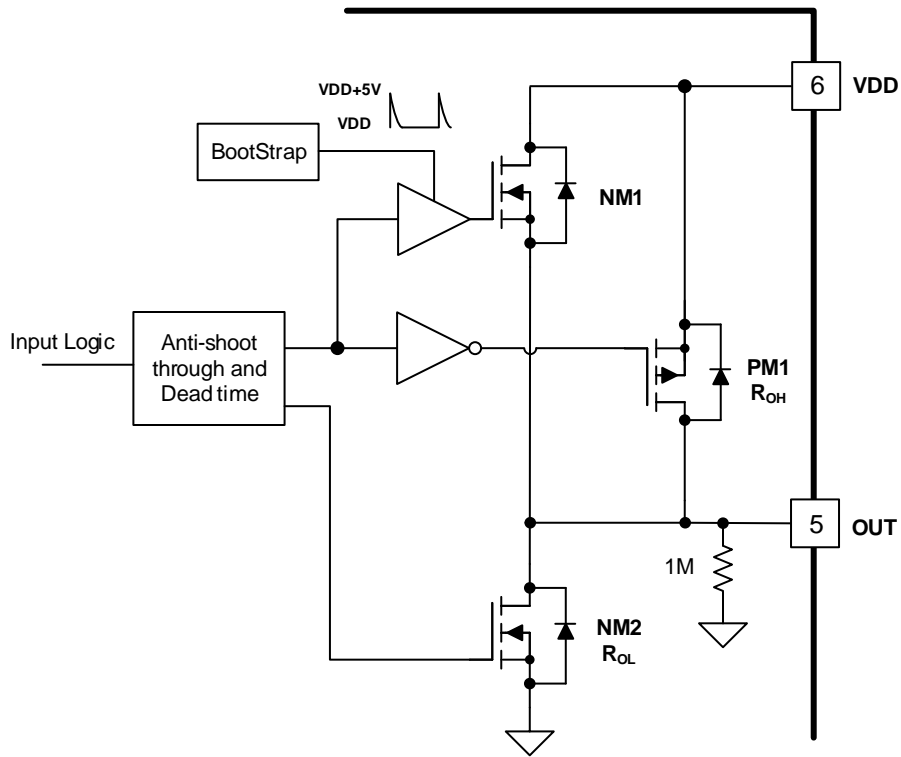 6
VDD
VDD+5V
VDD
BootStrap
NM1
Input Logic
Anti-shoot
through and
Dead time
PM1
ROH
5
OUT
1M
NM2
ROL